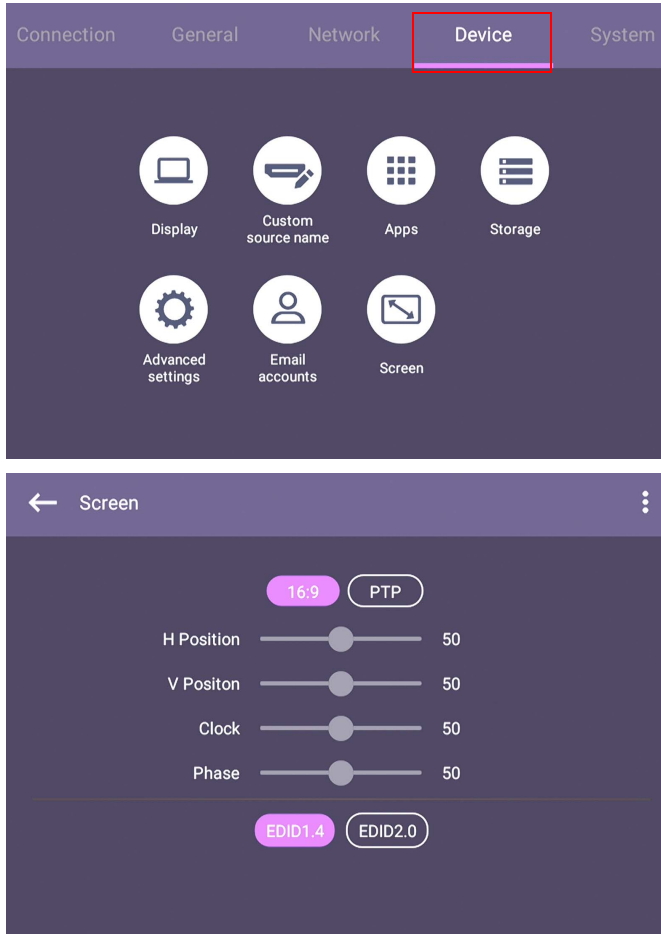 Connection General Network Device System
Display
Custom
source name
Apps
Storage
Advanced
settings
Email
accounts
Screen
Screen
16:9 PTP
H Position 50
V Positon 50
Clock 50
Phase 50
EDID1.4 EDID2.0